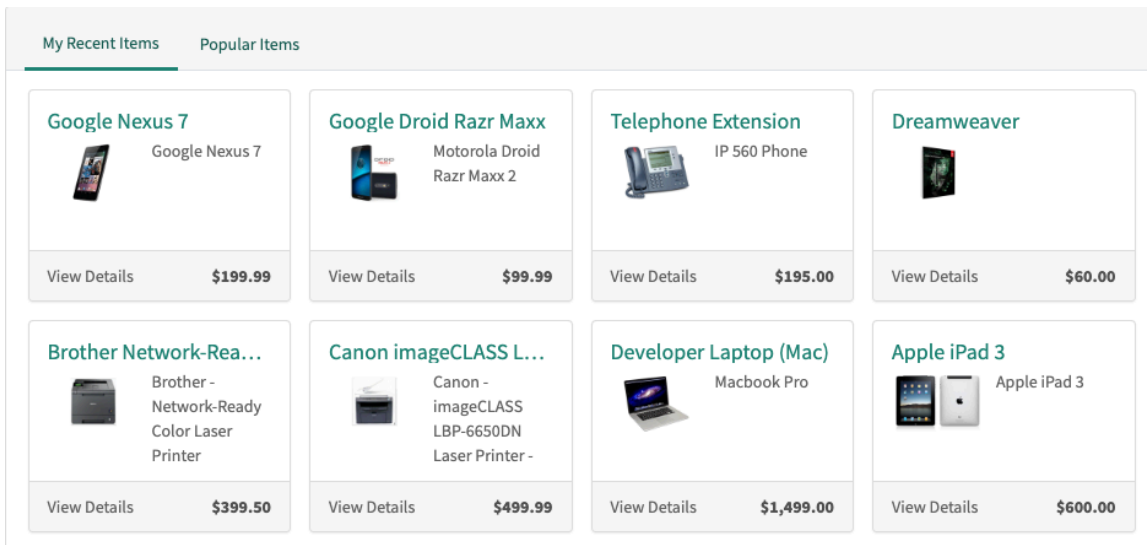 My Recent Items
Popular Items
Google Nexus 7
Google Nexus 7
View Details
$199.99
Google Droid Razr Maxx
Motorola Droid
Razr Maxx 2
View Details
$99.99
Telephone Extension
IP 560 Phone
View Details
$195.00
Dreamweaver
View Details
$60.00
Brother Network-Rea...
Brother -
Network-Ready
Color Laser
Printer
View Details
$399.50
Canon imageCLASS L...
Canon -
imageCLASS
LBP-6650DN
Laser Printer -
View Details
$499.99
Developer Laptop (Mac)
Macbook Pro
View Details
$1,499.00
Apple iPad 3
Apple iPad 3
View Details
$600.00